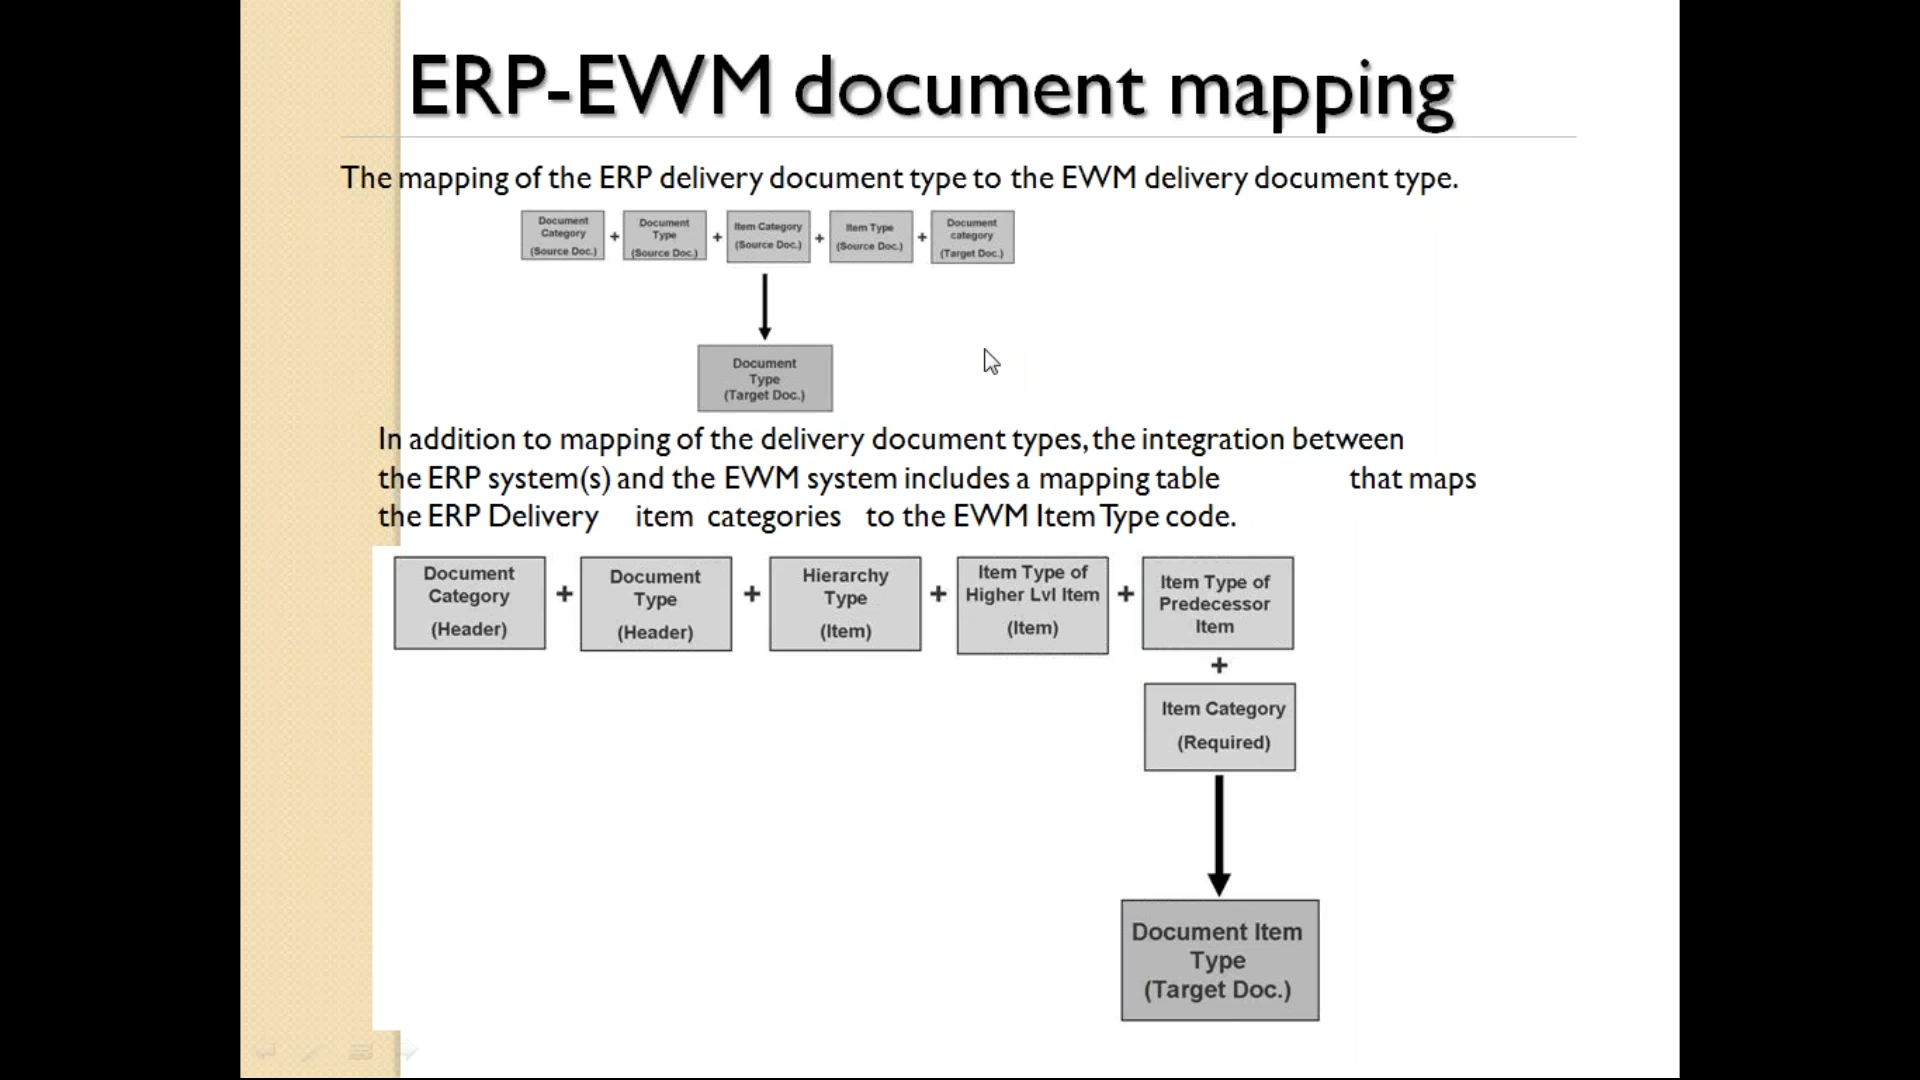 ERP-EWM document mapping
The mapping of the ERP delivery document type to the EWM delivery document type.
Document Category (Source Doc.) + Document Type (Source Doc.) + Item Category (Source Doc.) + Item Type (Source Doc.) + Document category (Target Doc.)
Document
Type
(Target Doc.)
In addition to mapping of the delivery document types, the integration between
the ERP system(s) and the EWM system includes a mapping table that maps
the ERP Delivery item categories to the EWM Item Type code.
Document Category (Header) + Document Type (Header) + Hierarchy Type (Item) + Item Type of Higher Lvl Item (Item) + Item Type of Predecessor Item
+
Item Category
(Required)
Document Item
Type
(Target Doc.)